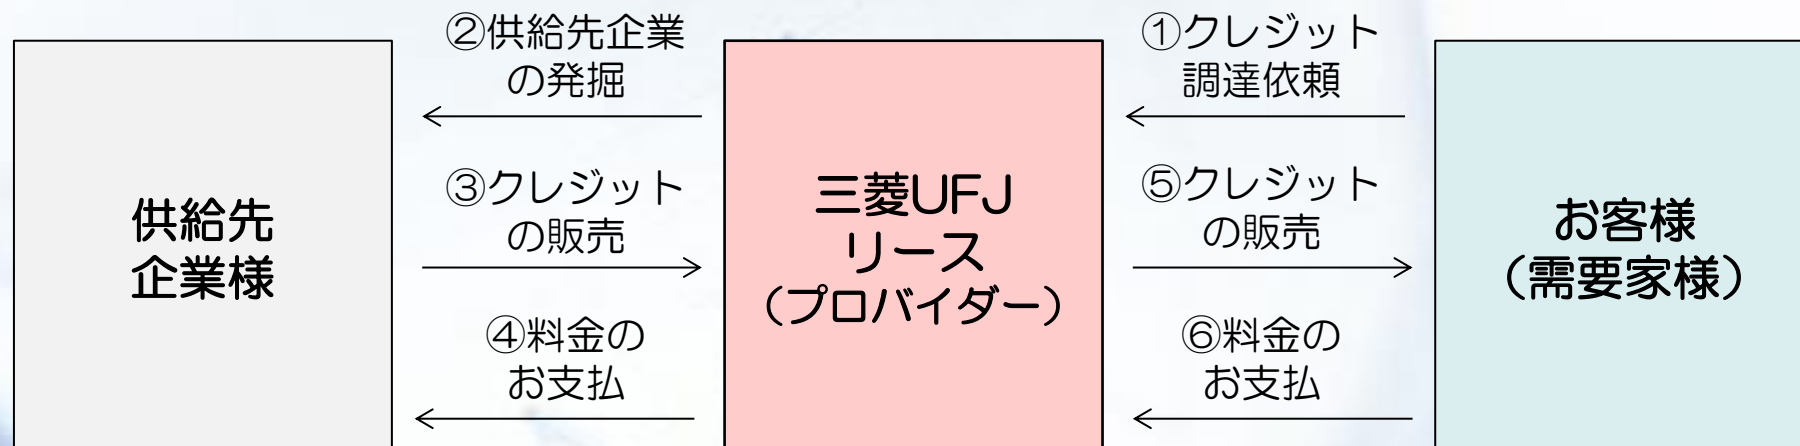 供給先
企業様
②供給先企業
の発掘
③クレジット
の販売
④料金の
お支払
三菱UFJ
リース
（プロバイダー）
①クレジット
調達依頼
⑤クレジット
の販売
⑥料金の
お支払
お客様
（需要家様）